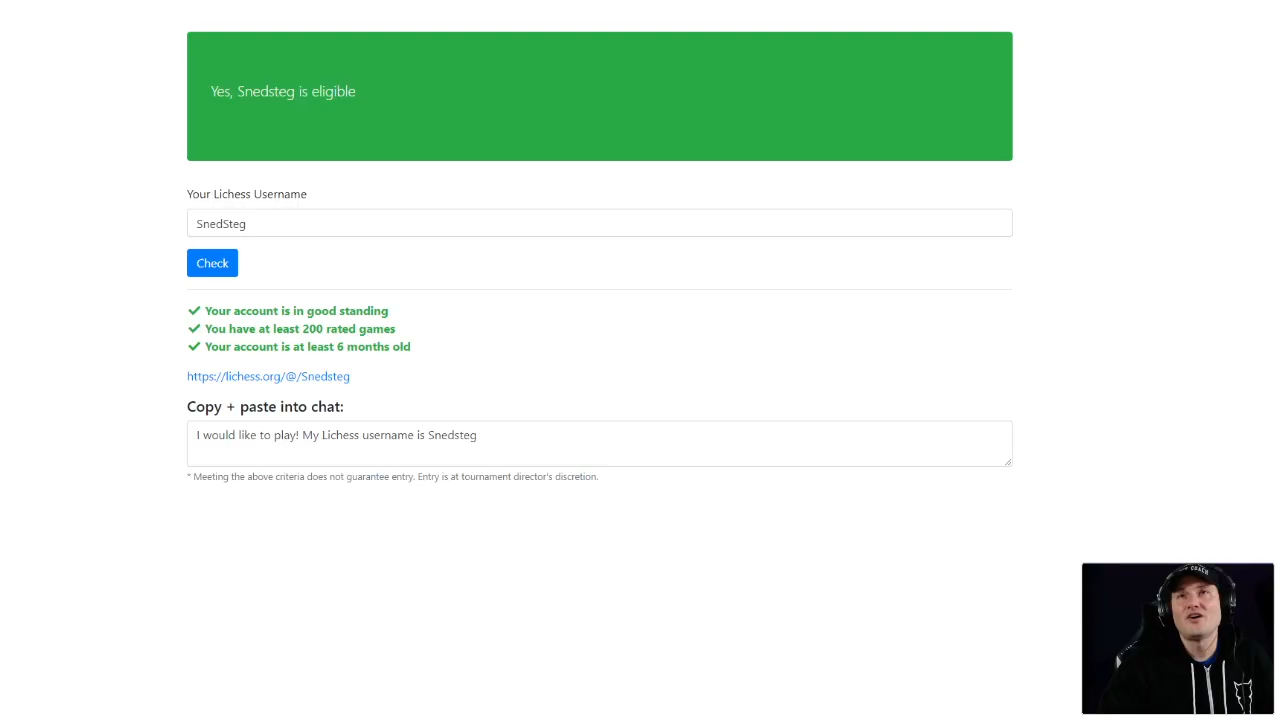 Yes, Snedsteg is eligible
Your Lichess Username
SnedSteg
Check
Your account is in good standing
You have at least 200 rated games
Your account is at least 6 months old
https://lichess.org/@/Snedsteg
Copy + paste into chat:
I would like to play! My Lichess username is Snedsteg
* Meeting the above criteria does not guarantee entry. Entry is at tournament director's discretion.
COACH